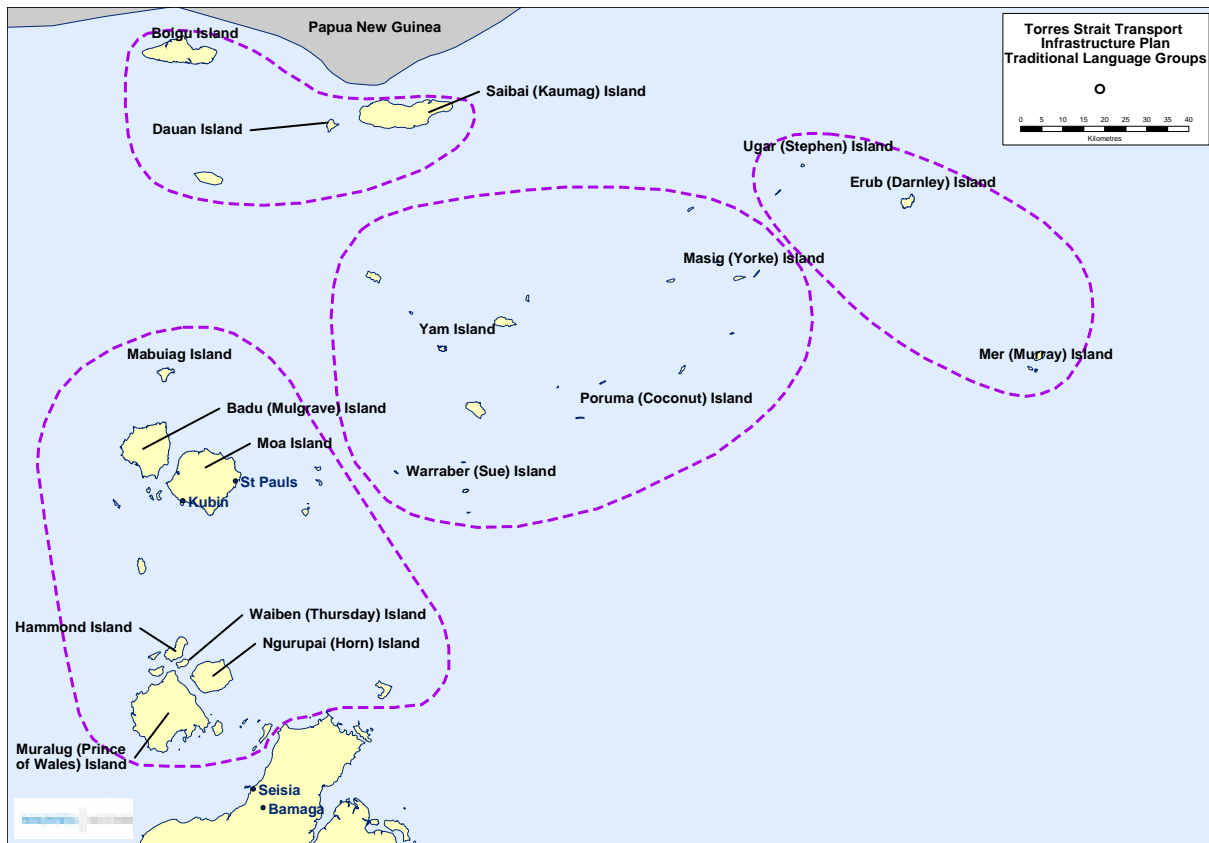 Boigu Island
Papua New Guinea
Torres Strait Transport
Infrastructure Plan
Traditional Language Groups
0 5 10 15 20 25 30 35 40
Kilometres
Saibai (Kaumag) Island
Dauan Island
Ugar (Stephen) Island
Erub (Darnley) Island
Masig (Yorke) Island
Yam Island
Mabuiag Island
Mer (Murray) Island
Badu (Mulgrave) Island
Poruma (Coconut) Island
Moa Island
Warraber (Sue) Island
St Pauls
Kubin
Waiben (Thursday) Island
Hammond Island
Ngurupai (Horn) Island
Muralug (Prince
of Wales) Island
Seisia
Bamaga